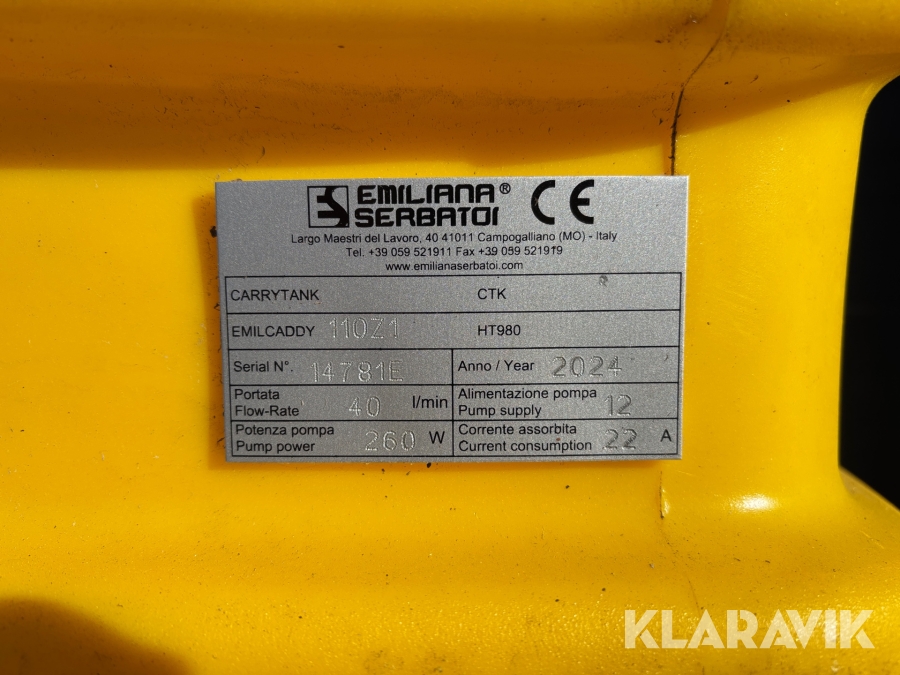 EMILIANA®
SERBATOI
CE
Largo Maestri del Lavoro, 40 41011 Campogalliano (MO) - Italy
Tel. +39 059 521911 Fax +39 059 521919
www.emilianaserbatoi.com
CARRYTANK CTK
EMILCADDY 110Z1 HT980
Serial N°. 14781E Anno / Year 2024
Portata
Flow-Rate 40 l/min
Alimentazione pompa
Pump supply 12
Potenza pompa
Pump power 260 W
Corrente assorbita
Current consumption 22 A
KLARAVIK